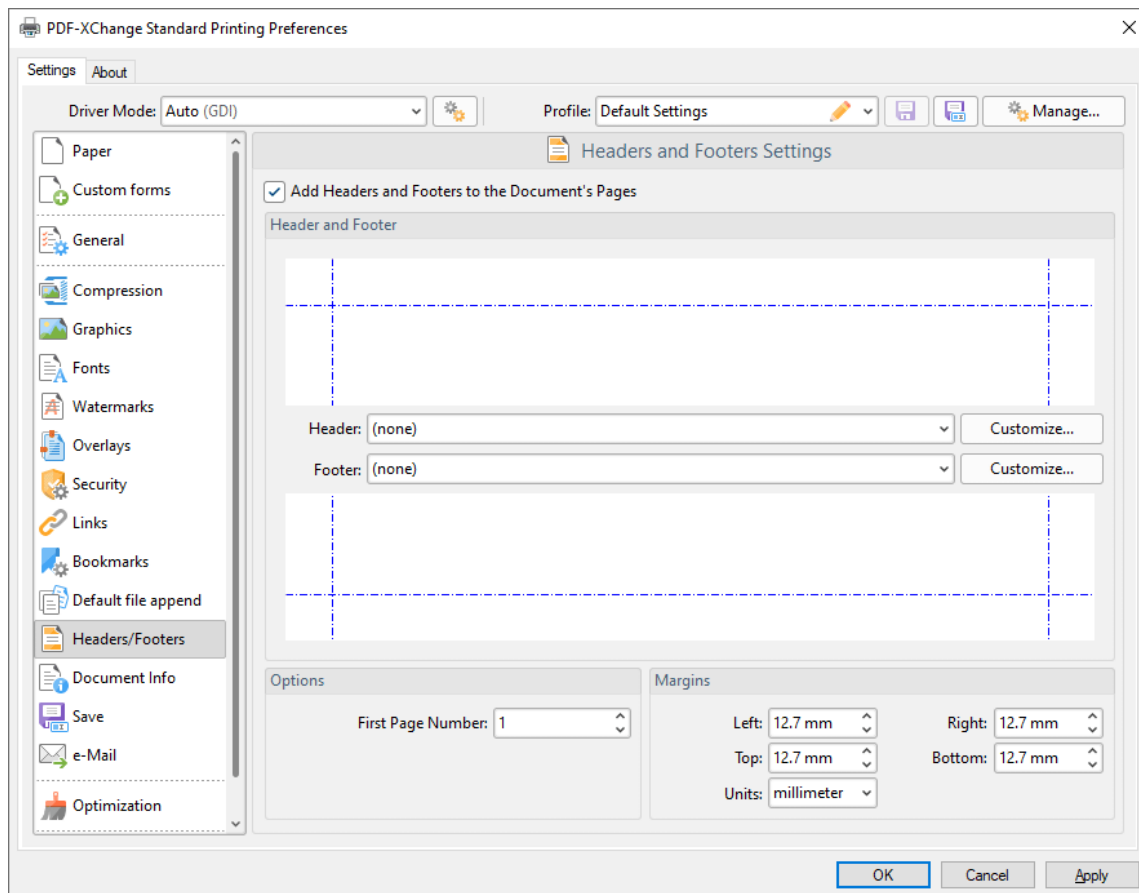 PDF-XChange Standard Printing Preferences
Settings About
Driver Mode: Auto (GDI) Profile: Default Settings Manage...
Paper
Custom forms
General
Compression
Graphics
Fonts
Watermarks
Overlays
Security
Links
Bookmarks
Default file append
Headers/Footers
Document Info
Save
e-Mail
Optimization
Headers and Footers Settings
Add Headers and Footers to the Document's Pages
Header and Footer
Header: (none) Customize...
Footer: (none) Customize...
Options
First Page Number: 1
Margins
Left: 12.7 mm Right: 12.7 mm
Top: 12.7 mm Bottom: 12.7 mm
Units: millimeter
OK Cancel Apply